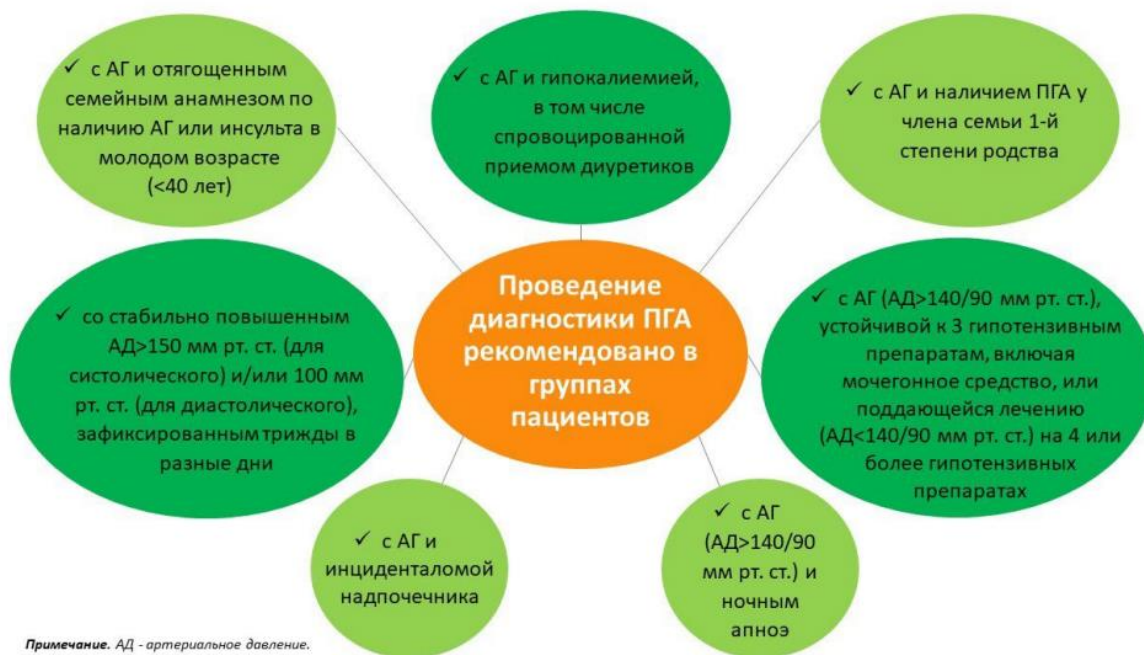 ✓ с АГ и отягощенным
семейным анамнезом по
наличию АГ или инсульта в
молодом возрасте
(<40 лет)
✓ с АГ и гипокалиемией,
в том числе
спровоцированной
приемом диуретиков
✓ с АГ и наличием ПГА у
члена семьи 1-й
степени родства
Проведение
диагностики ПГА
рекомендовано в
группах
пациентов
✓ со стабильно повышенным
АД>150 мм рт. ст. (для
систолического) и/или 100 мм
рт. ст. (для диастолического),
зафиксированным трижды в
разные дни
✓ с АГ (АД>140/90 мм рт. ст.),
устойчивой к 3 гипотензивным
препаратам, включая
мочегонное средство, или
поддающейся лечению
(АД<140/90 мм рт. ст.) на 4 или
более гипотензивных
препаратах
✓ с АГ и
инциденталомой
надпочечника
✓ с АГ
(АД>140/90
мм рт. ст.) и
ночным
апноэ
Примечание. АД - артериальное давление.